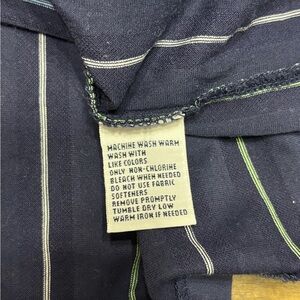 MACHINE WASH WARM
WASH WITH
LIKE COLORS
ONLY NON-CHLORINE
BLEACH WHEN NEEDED
DO NOT USE FABRIC
SOFTENERS
REMOVE PROMPTLY
TUMBLE DRY LOW
WARM IRON IF NEEDED